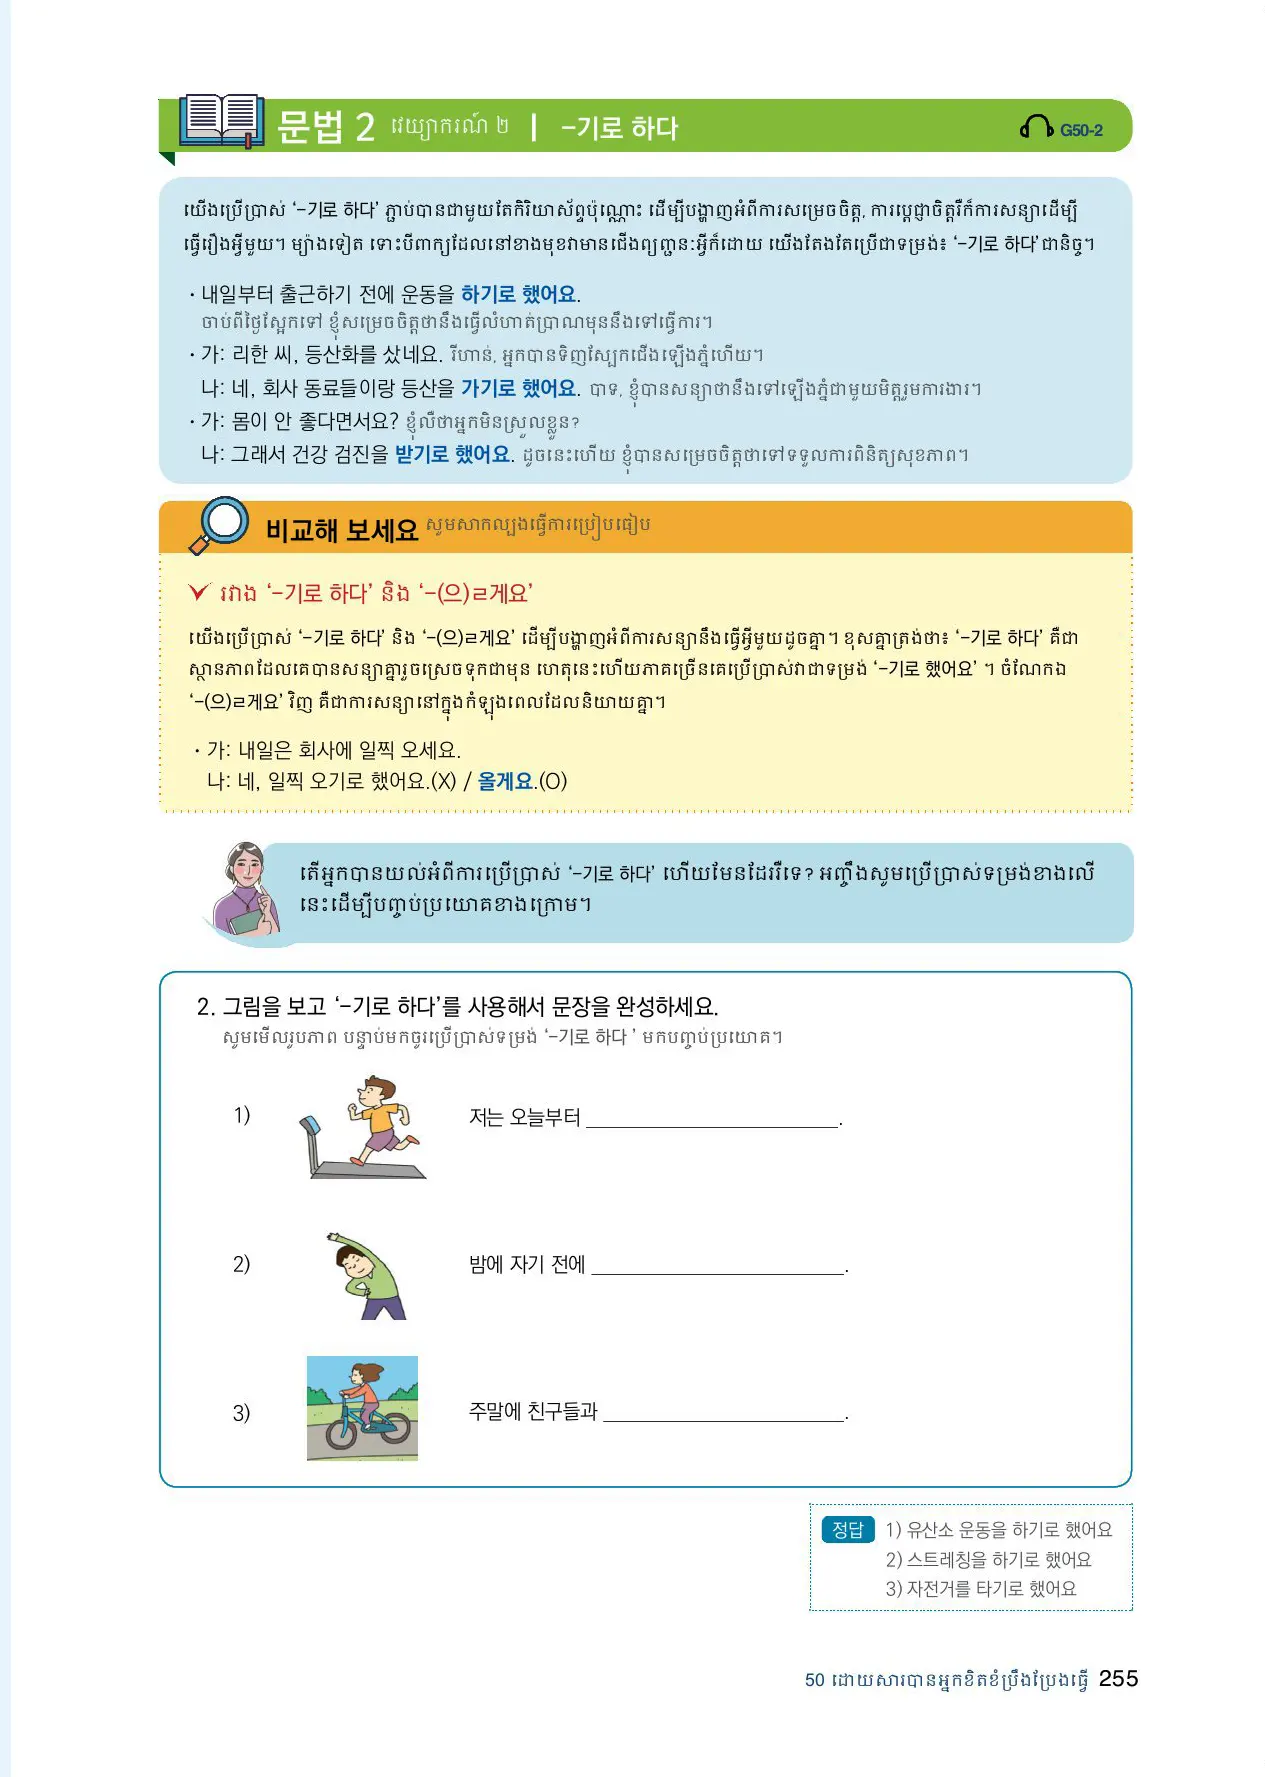 문법 2 វេយ្យាករណ៍ ២ | -기로 하다 G50-2
យើងប្រើប្រាស់ ‘-기로 하다’ ភ្ជាប់បានជាមួយតែកិរិយាស័ព្ទប៉ុណ្ណោះ ដើម្បីបង្ហាញអំពីការសម្រេចចិត្ត, ការប្ដេជ្ញាចិត្តរឺក៏ការសន្យាដើម្បី
ធ្វើរឿងអ្វីមួយ។ ម្យ៉ាងទៀត ទោះបីពាក្យដែលនៅខាងមុខវាមានជើងព្យញ្ជនៈអ្វីក៏ដោយ យើងតែងតែប្រើជាទម្រង់៖ ‘-기로 하다’ ជានិច្ច។
· 내일부터 출근하기 전에 운동을 하기로 했어요.
ចាប់ពីថ្ងៃស្អែកទៅ ខ្ញុំសម្រេចចិត្តថានឹងធ្វើលំហាត់ប្រាណមុននឹងទៅធ្វើការ។
· 가: 리한 씨, 등산화를 샀네요. រីហាន់, អ្នកបានទិញស្បែកជើងឡើងភ្នំហើយ។
나: 네, 회사 동료들이랑 등산을 가기로 했어요. បាទ, ខ្ញុំបានសន្យាថានឹងទៅឡើងភ្នំជាមួយមិត្តរួមការងារ។
· 가: 몸이 안 좋다면서요? ខ្ញុំលឺថាអ្នកមិនស្រួលខ្លួន?
나: 그래서 건강 검진을 받기로 했어요. ដូចនេះហើយ ខ្ញុំបានសម្រេចចិត្តថាទៅទទួលការពិនិត្យសុខភាព។
비교해 보세요 សូមសាកល្បងធ្វើការប្រៀបធៀប
រវាង ‘-기로 하다’ និង ‘-(으)ㄹ게요’
យើងប្រើប្រាស់ ‘-기로 하다’ និង ‘-(으)ㄹ게요’ ដើម្បីបង្ហាញអំពីការសន្យានឹងធ្វើអ្វីមួយដូចគ្នា។ ខុសគ្នាត្រង់ថា៖ ‘-기로 하다’ គឺជា
ស្ថានភាពដែលគេបានសន្យាគ្នារួចស្រេចទុកជាមុន ហេតុនេះហើយភាគច្រើនគេប្រើប្រាស់វាជាទម្រង់ ‘-기로 했어요’ ។ ចំណែកឯ
‘-(으)ㄹ게요’ វិញ គឺជាការសន្យានៅក្នុងកំឡុងពេលដែលនិយាយគ្នា។
· 가: 내일은 회사에 일찍 오세요.
나: 네, 일찍 오기로 했어요.(X) / 올게요.(O)
តើអ្នកបានយល់អំពីការប្រើប្រាស់ ‘-기로 하다’ ហើយមែនដែររឺទេ? អញ្ចឹងសូមប្រើប្រាស់ទម្រង់ខាងលើ
នេះដើម្បីបញ្ចប់ប្រយោគខាងក្រោម។
2. 그림을 보고 ‘-기로 하다’를 사용해서 문장을 완성하세요.
សូមមើលរូបភាព បន្ទាប់មកចូរប្រើប្រាស់ទម្រង់ ‘-기로 하다 ’ មកបញ្ចប់ប្រយោគ។
1) 저는 오늘부터 ____________________.
2) 밤에 자기 전에 ____________________.
3) 주말에 친구들과 ____________________.
정답 1) 유산소 운동을 하기로 했어요
2) 스트레칭을 하기로 했어요
3) 자전거를 타기로 했어요
50 ដោយសារបានអ្នកខិតខំប្រឹងប្រែងធ្វើ 255